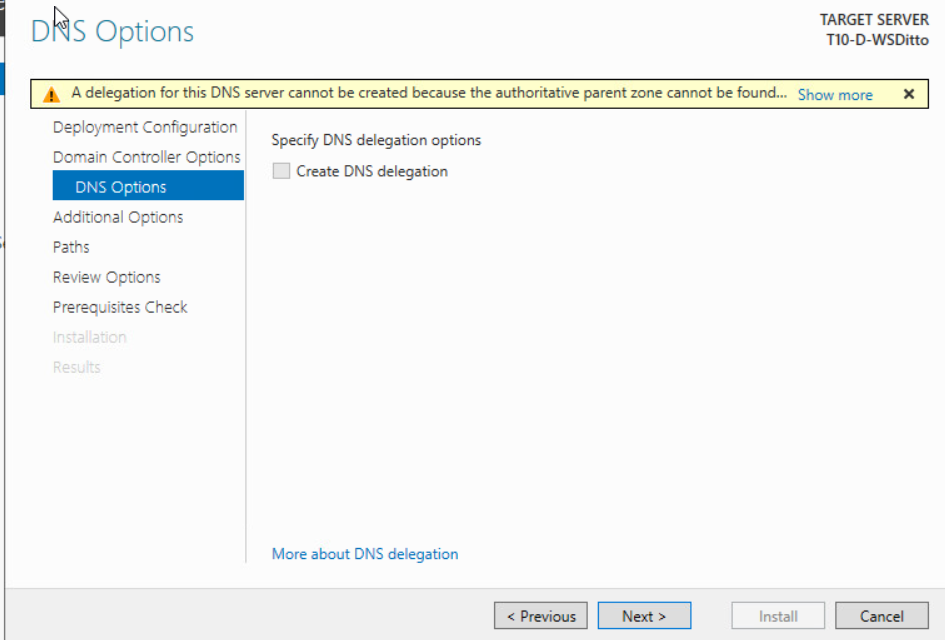 DNS Options
TARGET SERVER
T10-D-WSDitto
A delegation for this DNS server cannot be created because the authoritative parent zone cannot be found... Show more
Deployment Configuration
Domain Controller Options
DNS Options
Additional Options
Paths
Review Options
Prerequisites Check
Installation
Results
Specify DNS delegation options
Create DNS delegation
More about DNS delegation
< Previous
Next >
Install
Cancel